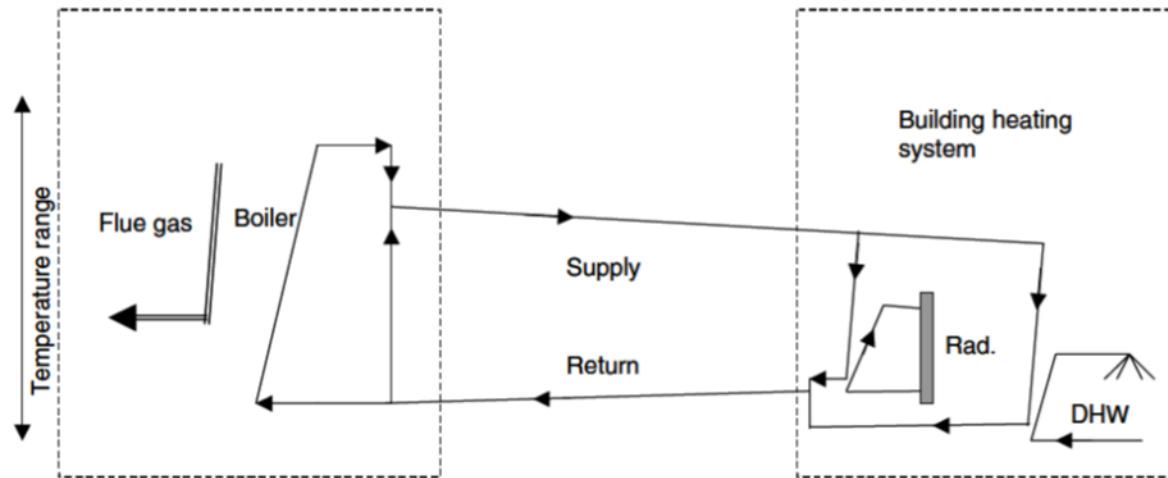 Temperature range
Flue gas
Boiler
Supply
Return
Building heating
system
Rad.
DHW